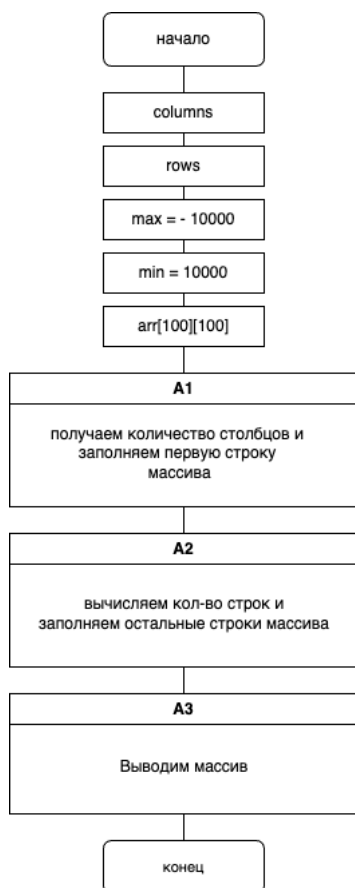 начало
columns
rows
max = - 10000
min = 10000
arr[100][100]
A1
получаем количество столбцов и
заполняем первую строку
массива
A2
вычисляем кол-во строк и
заполняем остальные строки массива
A3
Выводим массив
конец